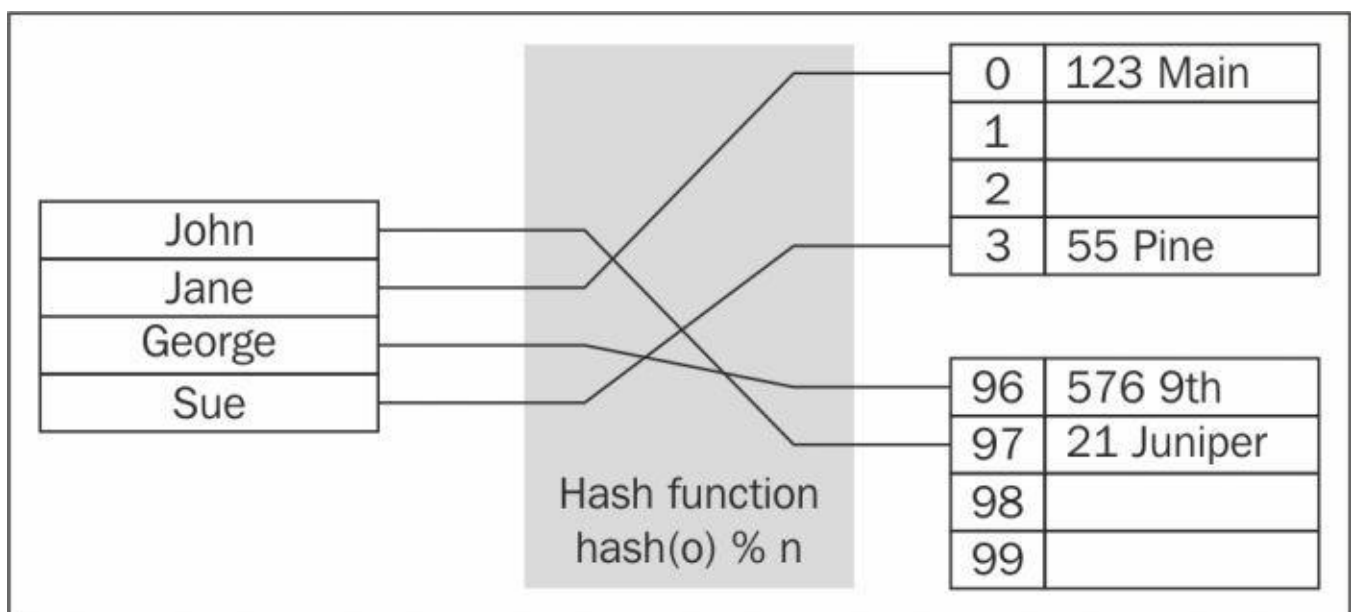 John
Jane
George
Sue
Hash function
hash(o) % n
0 123 Main
1
2
3 55 Pine
96 576 9th
97 21 Juniper
98
99